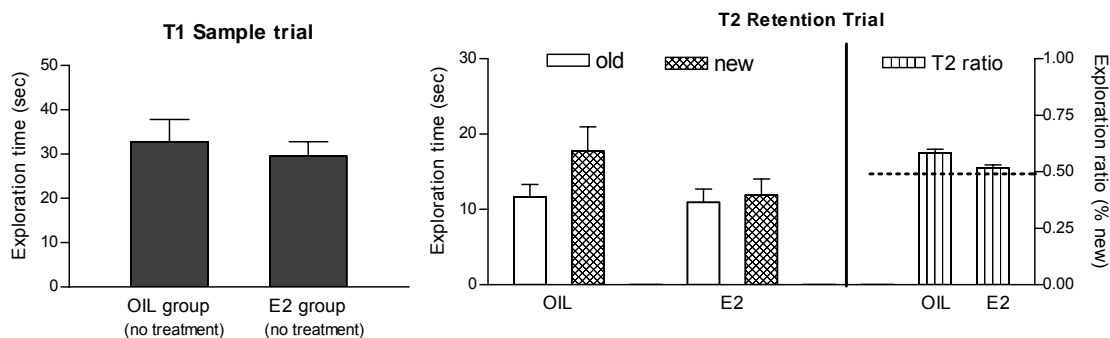 T1 Sample trial
Exploration time (sec)
50
40
30
20
10
0
OIL group
(no treatment)
E2 group
(no treatment)
T2 Retention Trial
old
new
T2 ratio
Exploration time (sec)
30
20
10
0
OIL
E2
OIL
E2
1.00
0.75
0.50
0.25
0.00
Exploration ratio (% new)